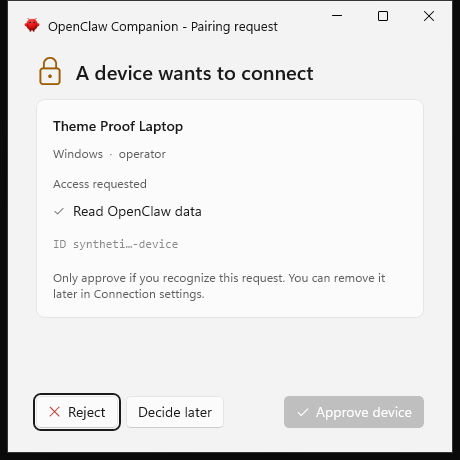 OpenClaw Companion - Pairing request
A device wants to connect
Theme Proof Laptop
Windows · operator
Access requested
Read OpenClaw data
ID syntheti…-device
Only approve if you recognize this request. You can remove it
later in Connection settings.
Reject
Decide later
Approve device